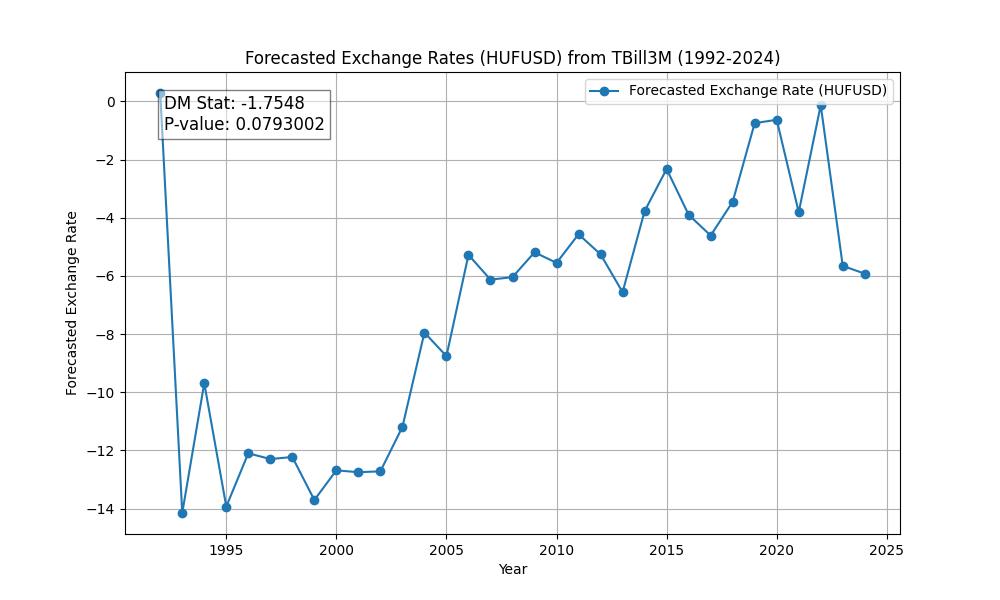 Forecasted Exchange Rates (HUFUSD) from TBill3M (1992-2024)
Forecasted Exchange Rate (HUFUSD)
DM Stat: -1.7548
P-value: 0.0793002
Forecasted Exchange Rate
0
−2
−4
−6
−8
−10
−12
−14
1995 2000 2005 2010 2015 2020 2025
Year